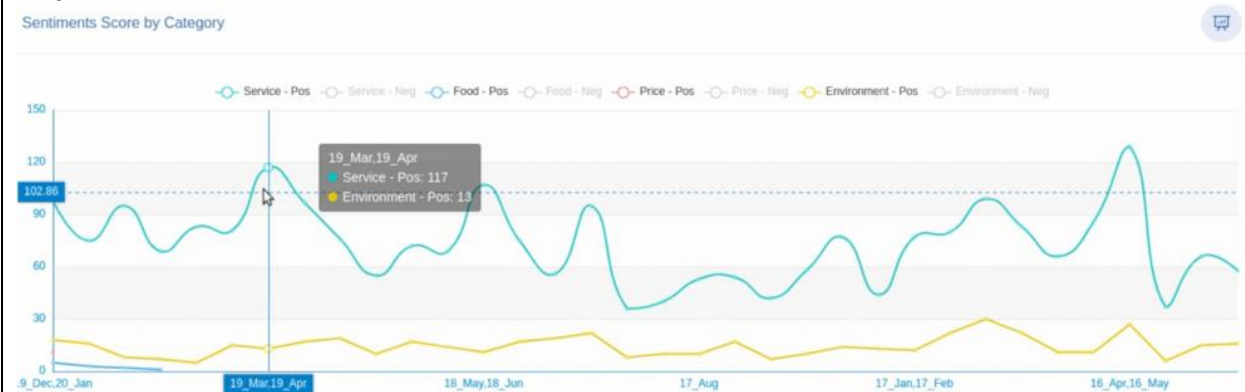 Sentiments Score by Category
Service - Pos Service - Neg Food - Pos Food - Neg Price - Pos Price - Neg Environment - Pos Environment - Neg
150
120
102.86
90
60
30
0
19_Mar,19_Apr
Service - Pos: 117
Environment - Pos: 13
.9_Dec,20_Jan 19_Mar,19_Apr 18_May,18_Jun 17_Aug 17_Jan,17_Feb 16_Apr,16_May